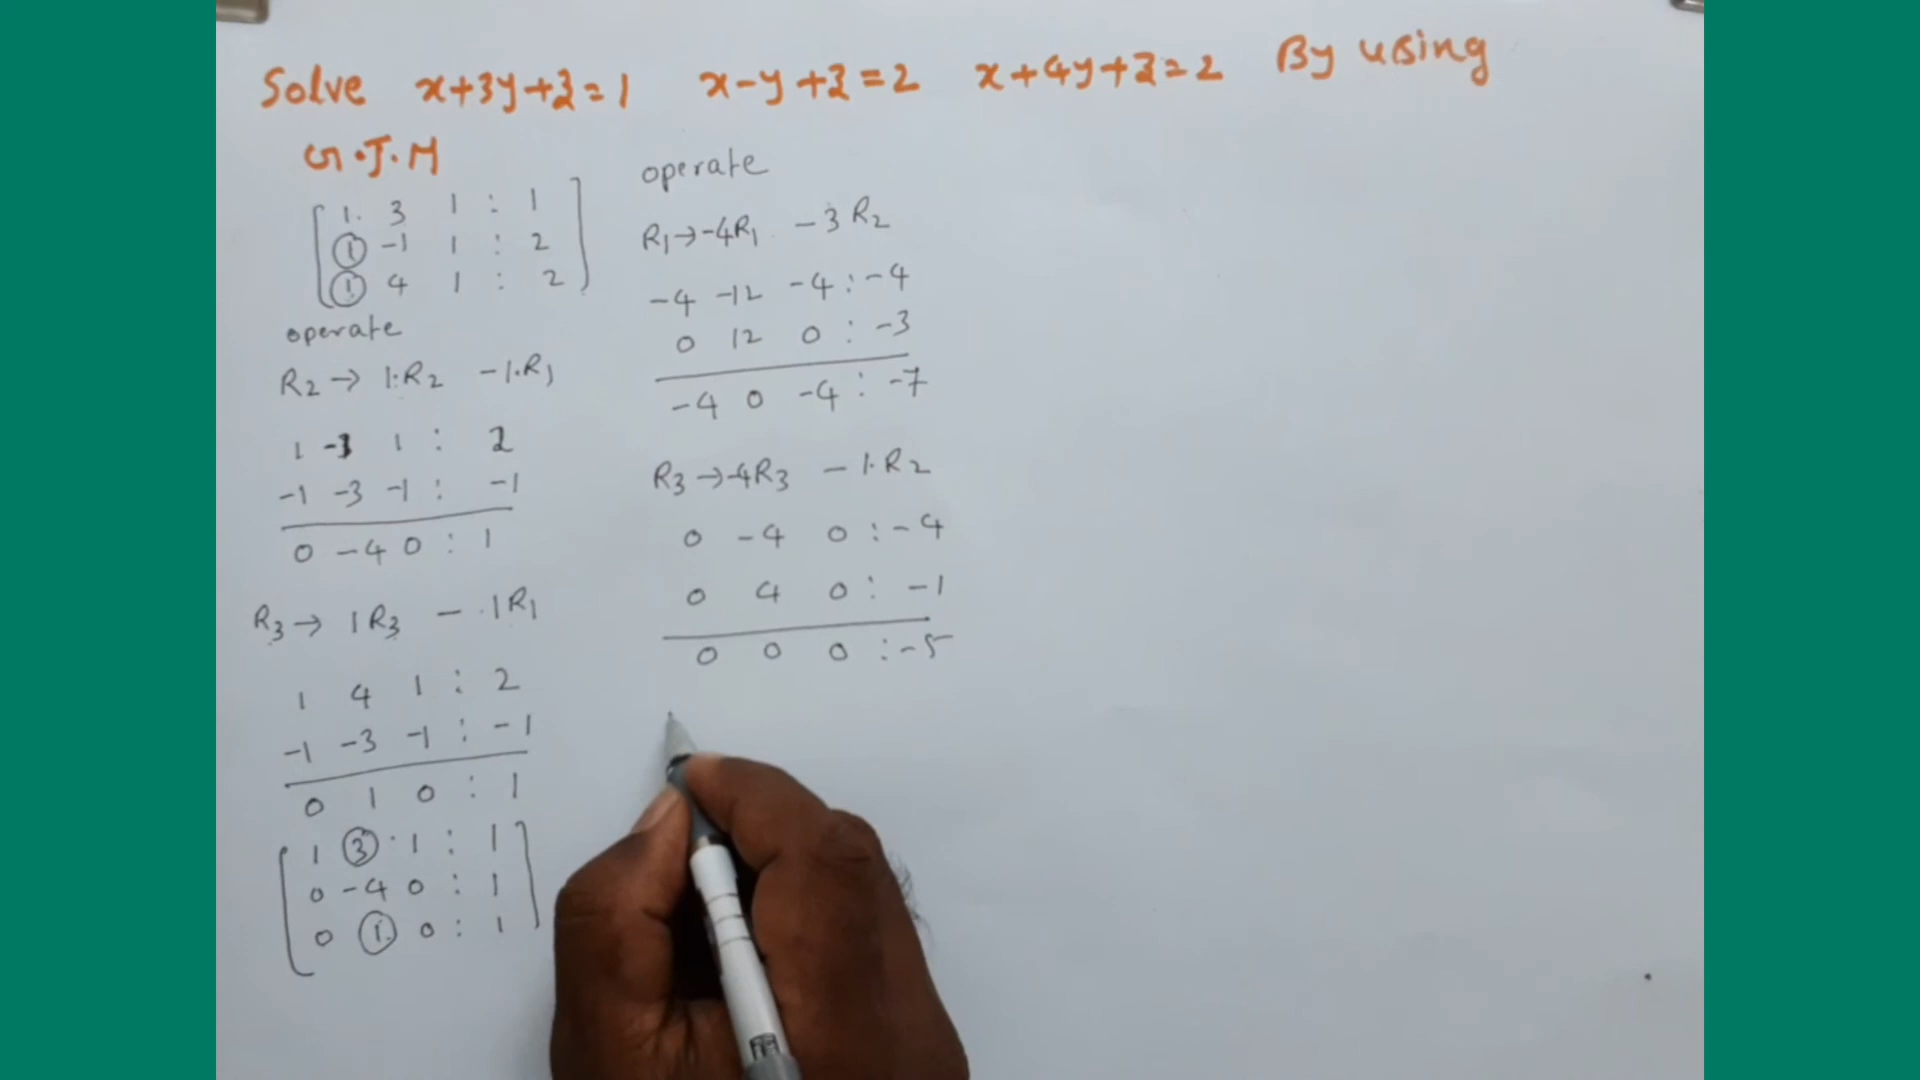 Solve x+3y+z=1 x-y+z=2 x+4y+z=2 By using
G.J.M
1 3 1 : 1
1 -1 1 : 2
1 4 1 : 2
operate
R2 → 1.R2 -1.R1
1 -1 1 : 2
-1 -3 -1 : -1
0 -4 0 : 1
R3 → 1R3 - 1R1
1 4 1 : 2
-1 -3 -1 : -1
0 1 0 : 1
1 3 1 : 1
0 -4 0 : 1
0 1 0 : 1
operate
R1 → -4R1 - 3R2
-4 -12 -4 : -4
0 12 0 : -3
-4 0 -4 : -7
R3 → -4R3 - 1.R2
0 -4 0 : -4
0 4 0 : -1
0 0 0 : -5